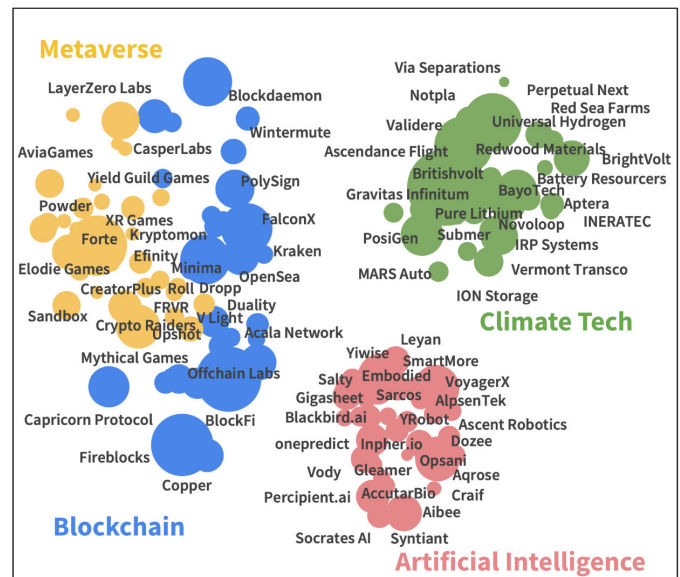 Metaverse
LayerZero Labs
Blockdaemon
Wintermute
CasperLabs
AviaGames
Yield Guild Games
PolySign
Powder
XR Games
FalconX
Kryptomon
Forte
Efinity
Kraken
Elodie Games
Minima
OpenSea
CreatorPlus
Roll
Dropp
Sandbox
FRVR
Duality
V Light
Crypto Raiders
Upshot
Acala Network
Mythical Games
Offchain Labs
Capricorn Protocol
BlockFi
Fireblocks
Copper
Blockchain
Via Separations
Notpla
Perpetual Next
Red Sea Farms
Validere
Universal Hydrogen
Ascendance Flight
Redwood Materials
BrightVolt
Britishvolt
Battery Resourcers
Gravitas Infinitum
BayoTech
Aptera
Pure Lithium
Novoloop
INERATEC
PosiGen
Submer
IRP Systems
MARS Auto
Vermont Transco
ION Storage
Climate Tech
Leyan
Yiwise
SmartMore
Salty
Embodied
VoyagerX
Gigasheet
Sarcos
AlpsenTek
Blackbird.ai
YRobot
Ascent Robotics
onepredict
Inpher.io
Dozee
Vody
Gleamer
Opsani
Aqrose
Percipient.ai
AccutarBio
Craif
Aibee
Socrates AI
Syntiant
Artificial Intelligence